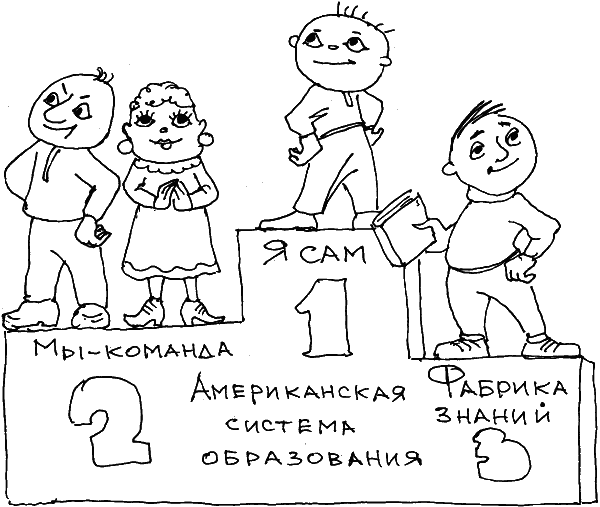 Я САМ
1
МЫ-КОМАНДА
2
АМЕРИКАНСКАЯ
СИСТЕМА
ОБРАЗОВАНИЯ
ФАБРИКА
ЗНАНИЙ
3